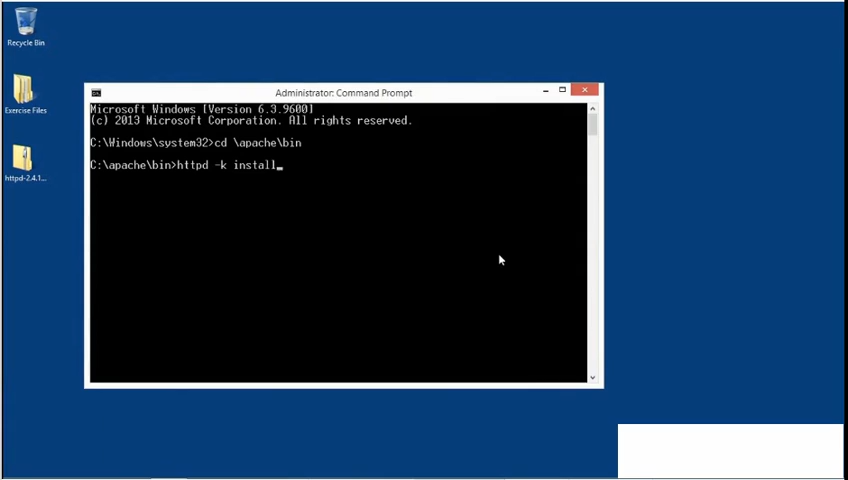 Recycle Bin
Exercise Files
httpd-2.4.1...
Administrator: Command Prompt
Microsoft Windows [Version 6.3.9600]
(c) 2013 Microsoft Corporation. All rights reserved.
C:\Windows\system32>cd \apache\bin
C:\apache\bin>httpd -k install_